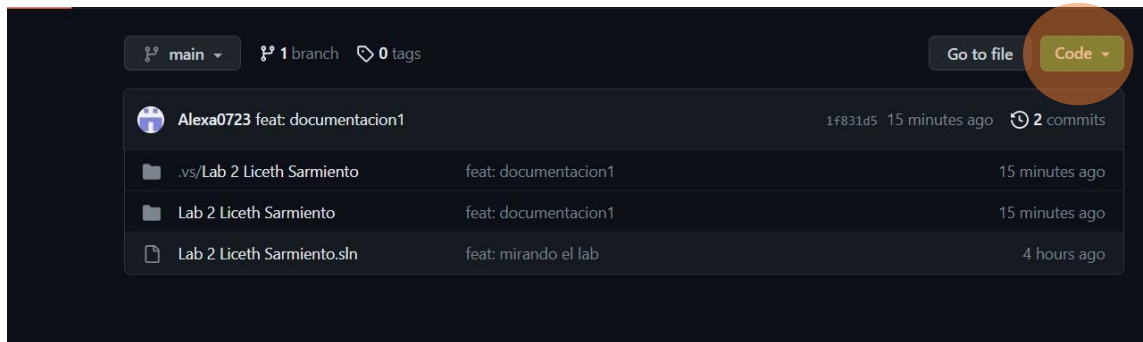 main 1 branch 0 tags Go to file Code
Alexa0723 feat: documentacion1 1f831d5 15 minutes ago 2 commits
.vs/Lab 2 Liceth Sarmiento feat: documentacion1 15 minutes ago
Lab 2 Liceth Sarmiento feat: documentacion1 15 minutes ago
Lab 2 Liceth Sarmiento.sln feat: mirando el lab 4 hours ago